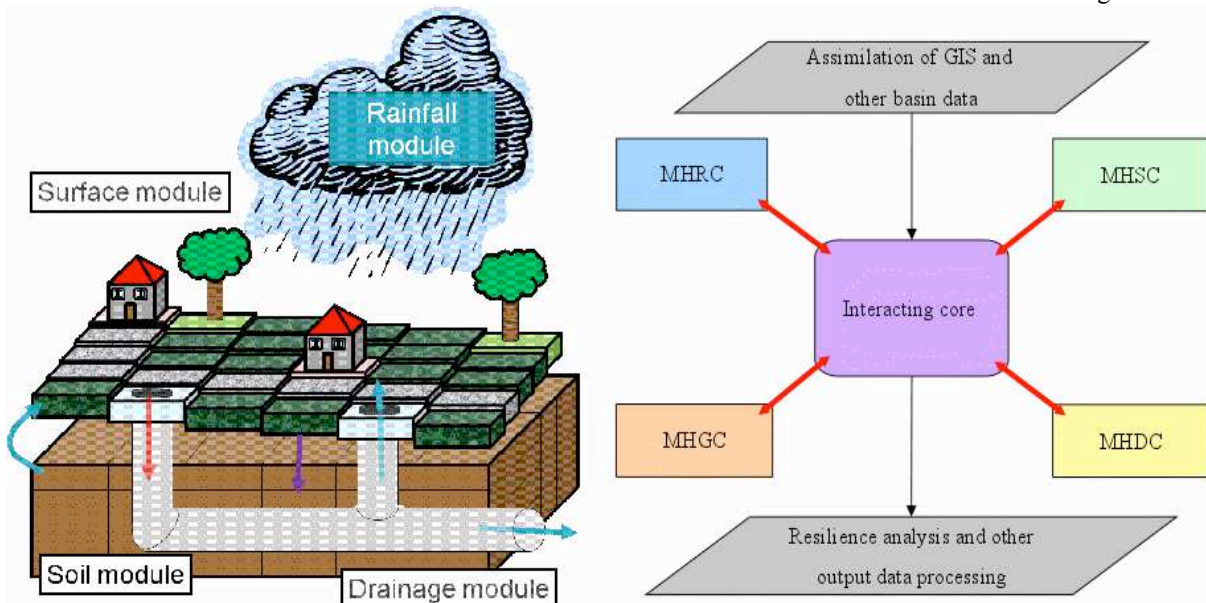 Rainfall
module
Surface module
Soil module
Drainage module
Assimilation of GIS and
other basin data
MHRC
MHSC
Interacting core
MHGC
MHDC
Resilience analysis and other
output data processing